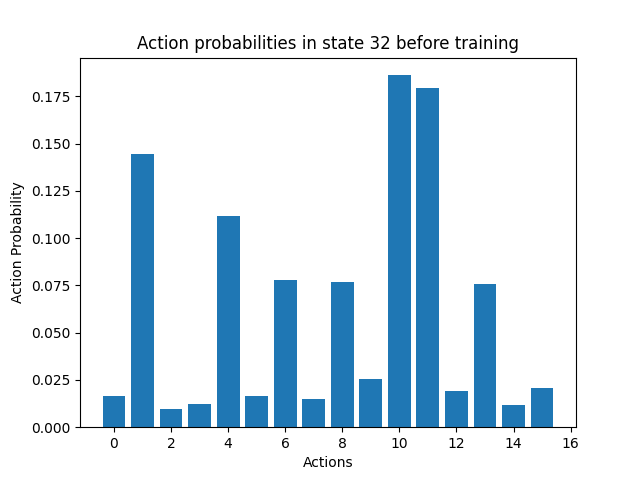 Action probabilities in state 32 before training
Action Probability
0.175
0.150
0.125
0.100
0.075
0.050
0.025
0.000
0 2 4 6 8 10 12 14 16
Actions